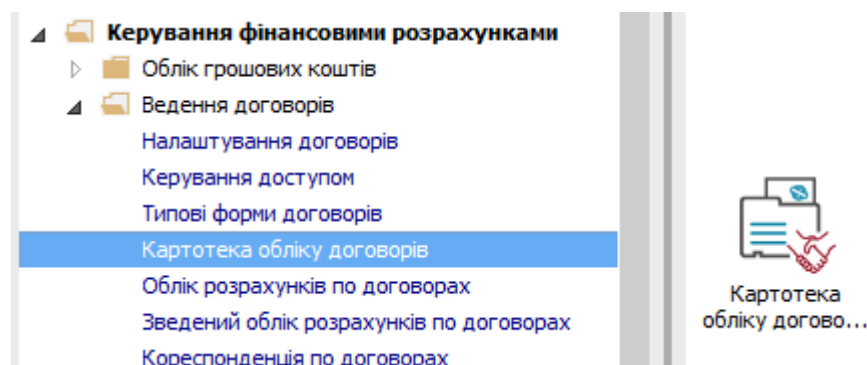 Керування фінансовими розрахунками
Облік грошових коштів
Ведення договорів
Налаштування договорів
Керування доступом
Типові форми договорів
Картотека обліку договорів
Облік розрахунків по договорах
Зведений облік розрахунків по договорах
Кореспонденція по договорах
Картотека
обліку догово...